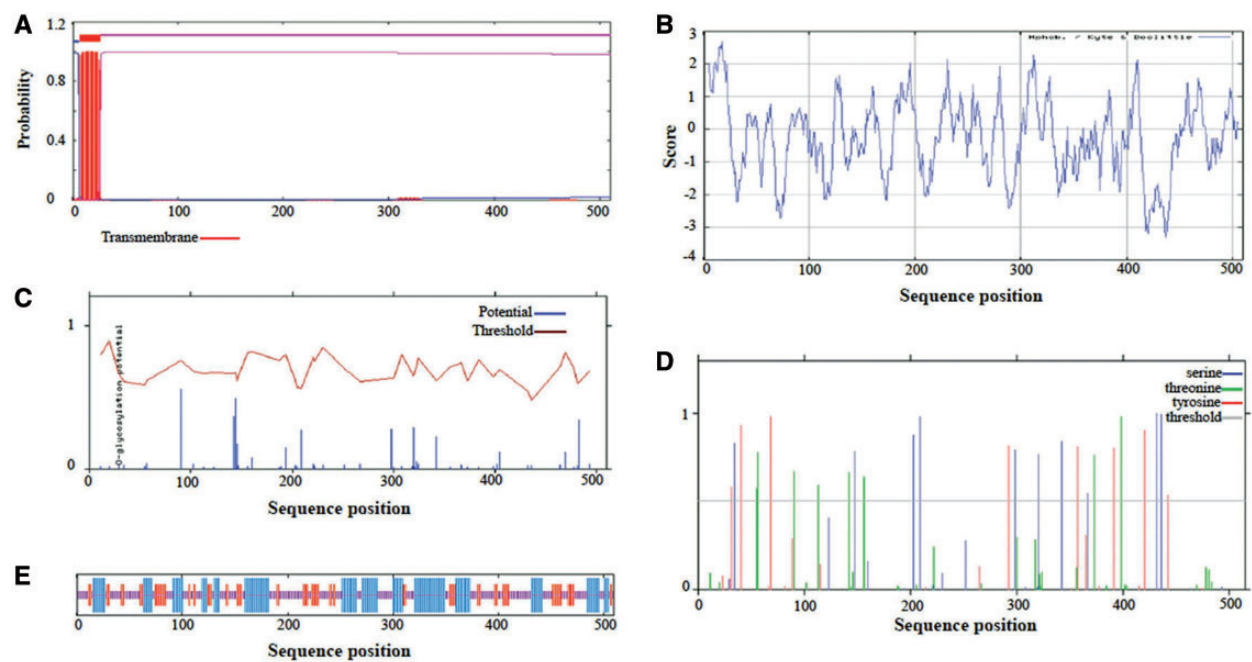 A
1.2
0.8
0.4
0
Probability
0 100 200 300 400 500
Transmembrane
B
3
2
1
0
-1
-2
-3
-4
Score
Hphob. / Kyte & Doolittle
0 100 200 300 400 500
Sequence position
C
1
0
O-glycosylation potential
Potential
Threshold
0 100 200 300 400 500
Sequence position
D
1
0
serine
threonine
tyrosine
threshold
0 100 200 300 400 500
Sequence position
E
0 100 200 300 400 500
Sequence position